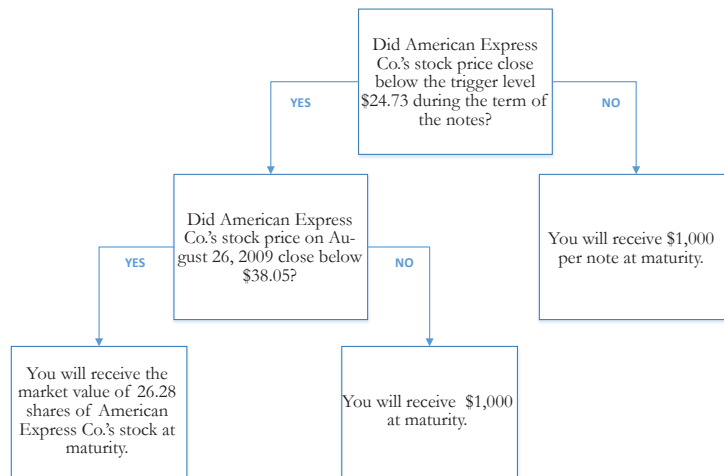 Did American Express
Co.'s stock price close
below the trigger level
$24.73 during the term of
the notes?
YES
NO
Did American Express
Co.'s stock price on Au-
gust 26, 2009 close below
$38.05?
You will receive $1,000
per note at maturity.
YES
NO
You will receive the
market value of 26.28
shares of American
Express Co.'s stock at
maturity.
You will receive  $1,000
at maturity.